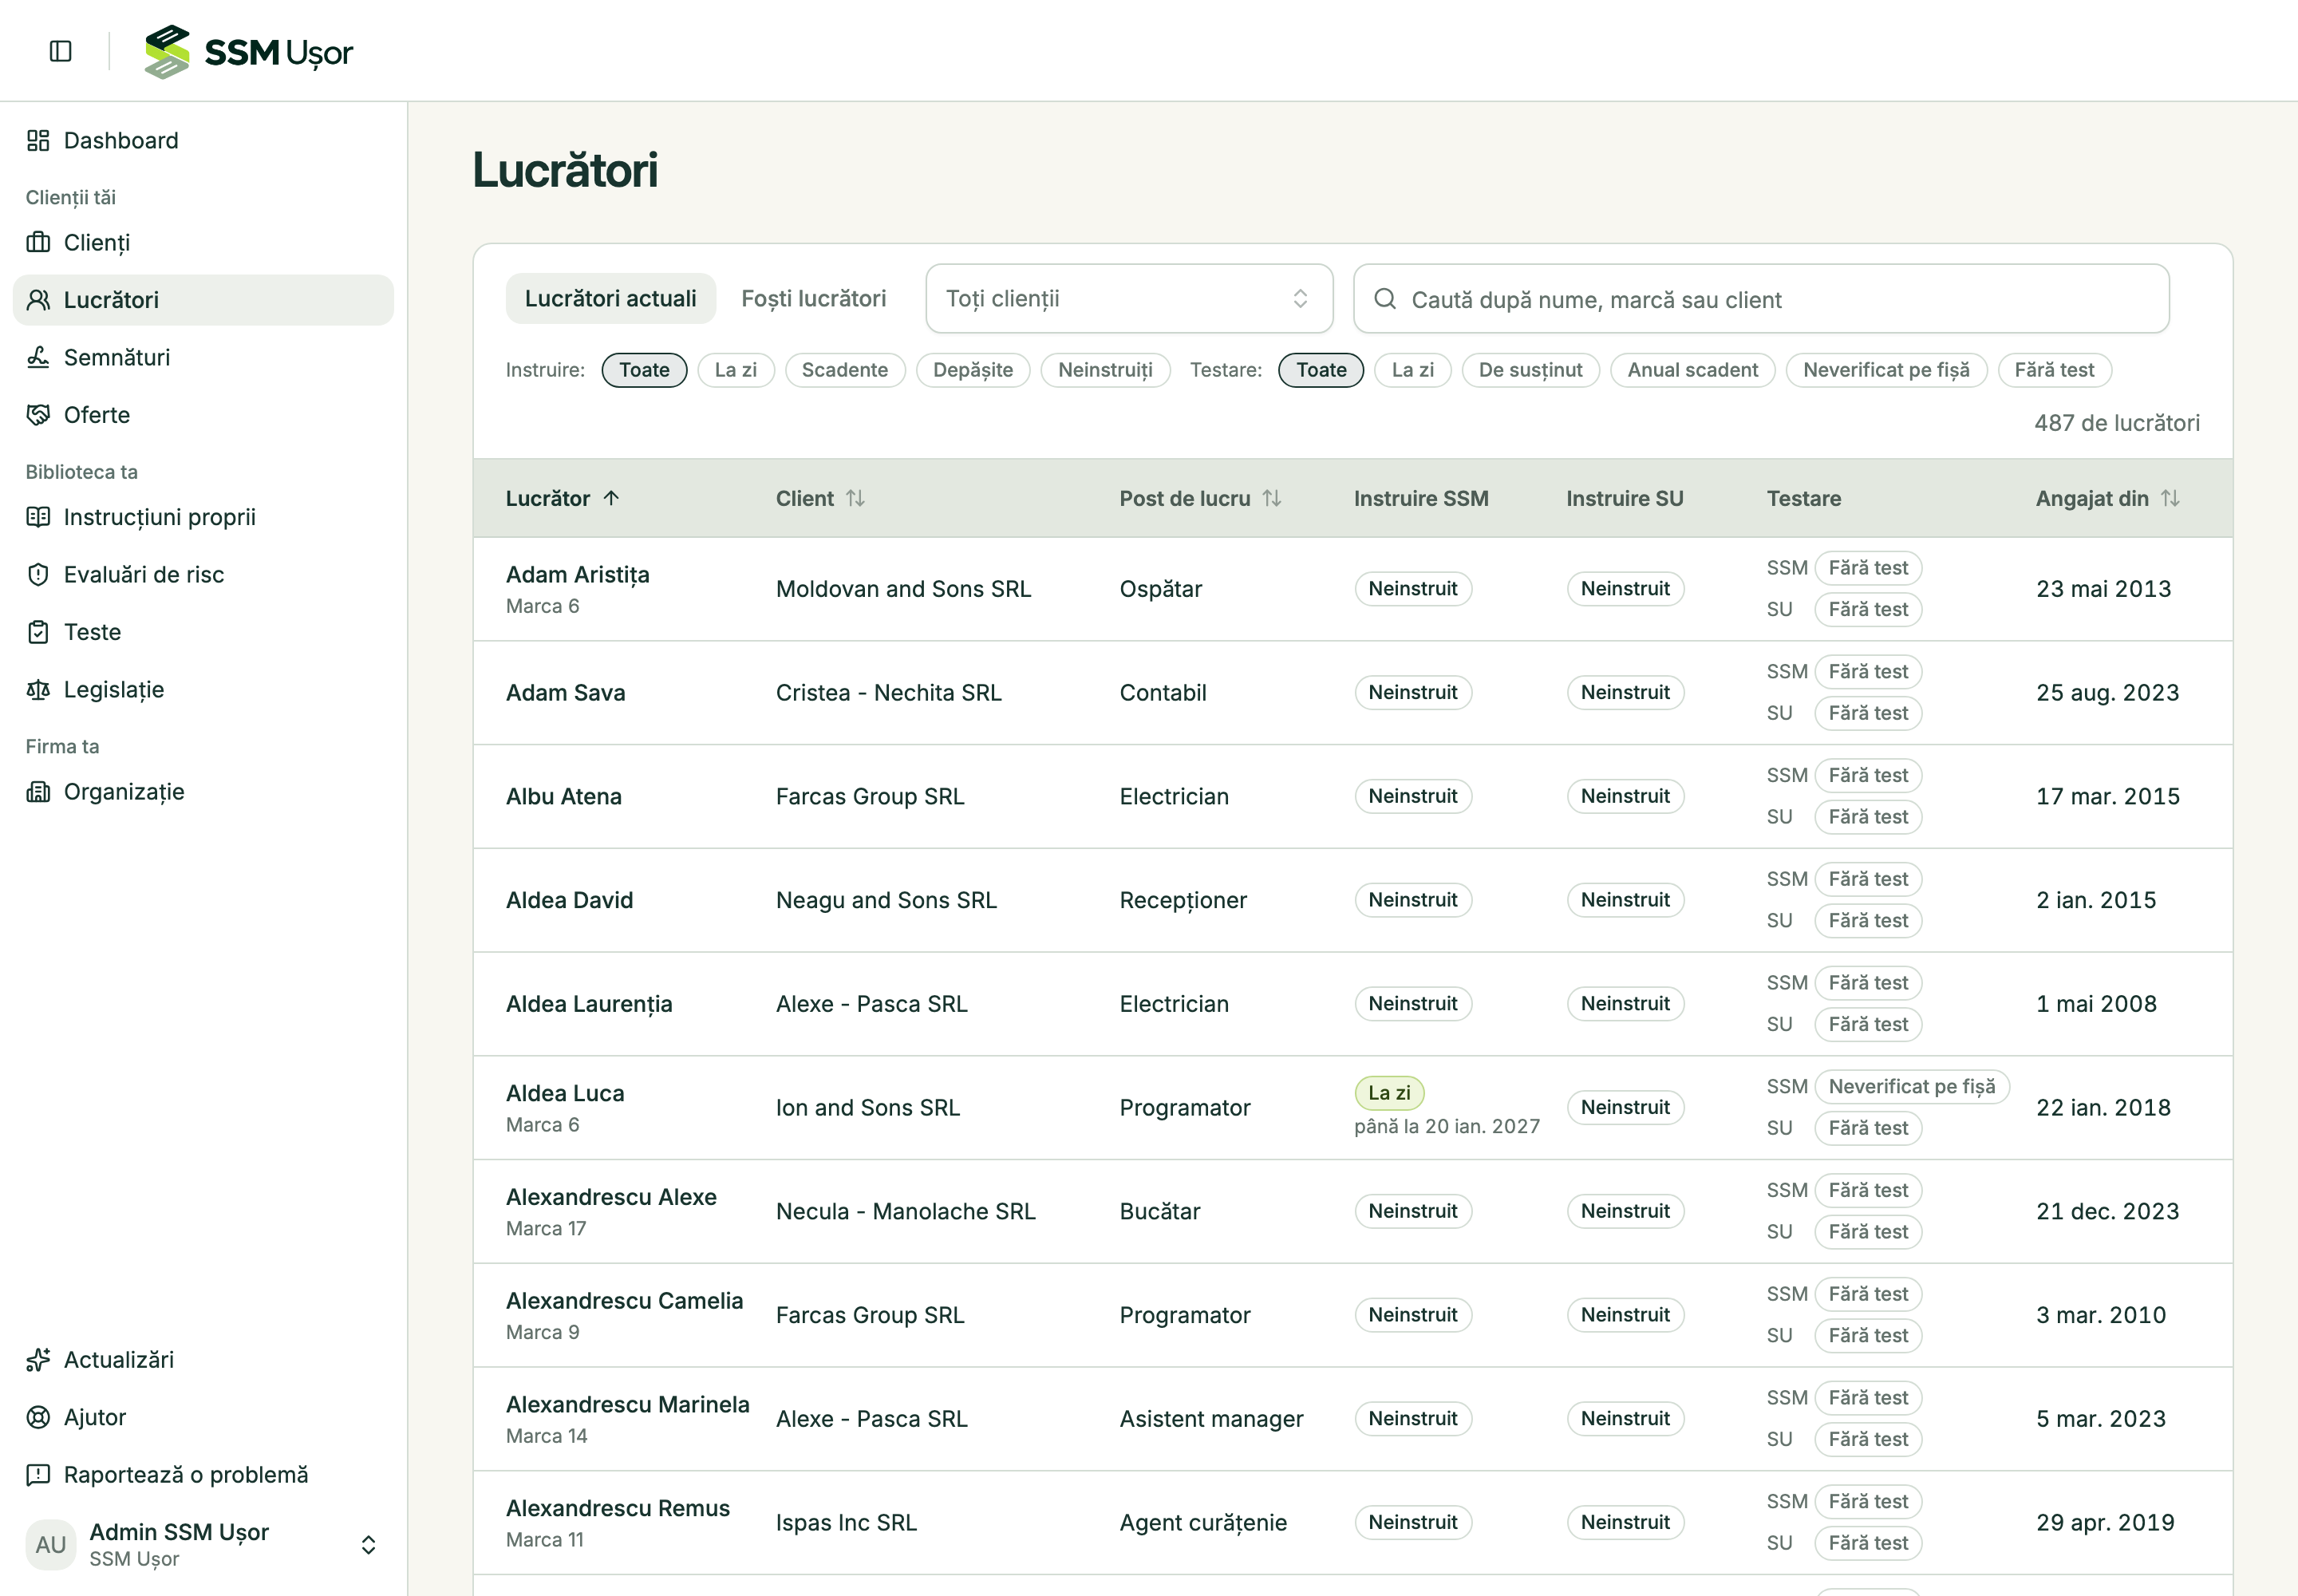 SSM Ușor
Dashboard
Clienții tăi
Clienți
Lucrători
Semnături
Oferte
Biblioteca ta
Instrucțiuni proprii
Evaluări de risc
Teste
Legislație
Firma ta
Organizație
Actualizări
Ajutor
Raportează o problemă
AU
Admin SSM Ușor
SSM Ușor
Lucrători
Lucrători actuali Foști lucrători Toți clienții Caută după nume, marcă sau client
Instruire: Toate La zi Scadente Depășite Neinstruiți Testare: Toate La zi De susținut Anual scadent Neverificat pe fișă Fără test
487 de lucrători
Lucrător Client Post de lucru Instruire SSM Instruire SU Testare Angajat din
Adam Aristița
Marca 6
Moldovan and Sons SRL
Ospătar
Neinstruit
Neinstruit
SSM Fără test
SU Fără test
23 mai 2013
Adam Sava
Cristea - Nechita SRL
Contabil
Neinstruit
Neinstruit
SSM Fără test
SU Fără test
25 aug. 2023
Albu Atena
Farcas Group SRL
Electrician
Neinstruit
Neinstruit
SSM Fără test
SU Fără test
17 mar. 2015
Aldea David
Neagu and Sons SRL
Recepționer
Neinstruit
Neinstruit
SSM Fără test
SU Fără test
2 ian. 2015
Aldea Laurenția
Alexe - Pasca SRL
Electrician
Neinstruit
Neinstruit
SSM Fără test
SU Fără test
1 mai 2008
Aldea Luca
Marca 6
Ion and Sons SRL
Programator
La zi
până la 20 ian. 2027
Neinstruit
SSM Neverificat pe fișă
SU Fără test
22 ian. 2018
Alexandrescu Alexe
Marca 17
Necula - Manolache SRL
Bucătar
Neinstruit
Neinstruit
SSM Fără test
SU Fără test
21 dec. 2023
Alexandrescu Camelia
Marca 9
Farcas Group SRL
Programator
Neinstruit
Neinstruit
SSM Fără test
SU Fără test
3 mar. 2010
Alexandrescu Marinela
Marca 14
Alexe - Pasca SRL
Asistent manager
Neinstruit
Neinstruit
SSM Fără test
SU Fără test
5 mar. 2023
Alexandrescu Remus
Marca 11
Ispas Inc SRL
Agent curățenie
Neinstruit
Neinstruit
SSM Fără test
SU Fără test
29 apr. 2019